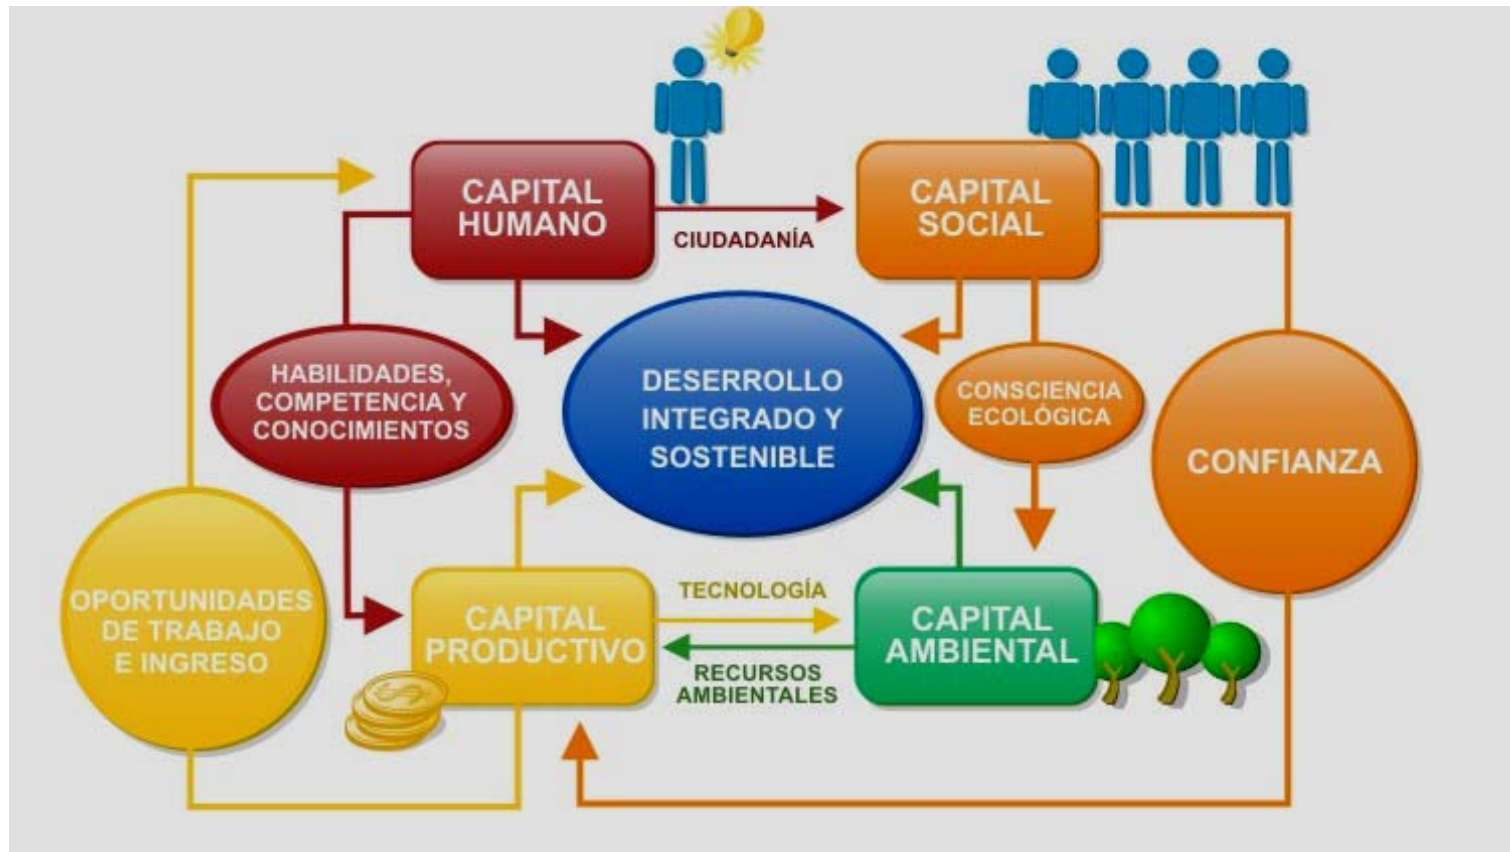 CAPITAL
HUMANO
CIUDADANÍA
CAPITAL
SOCIAL
HABILIDADES,
COMPETENCIA Y
CONOCIMIENTOS
DESERROLLO
INTEGRADO Y
SOSTENIBLE
CONSCIENCIA
ECOLÓGICA
CONFIANZA
OPORTUNIDADES
DE TRABAJO
E INGRESO
CAPITAL
PRODUCTIVO
TECNOLOGÍA
RECURSOS
AMBIENTALES
CAPITAL
AMBIENTAL
$